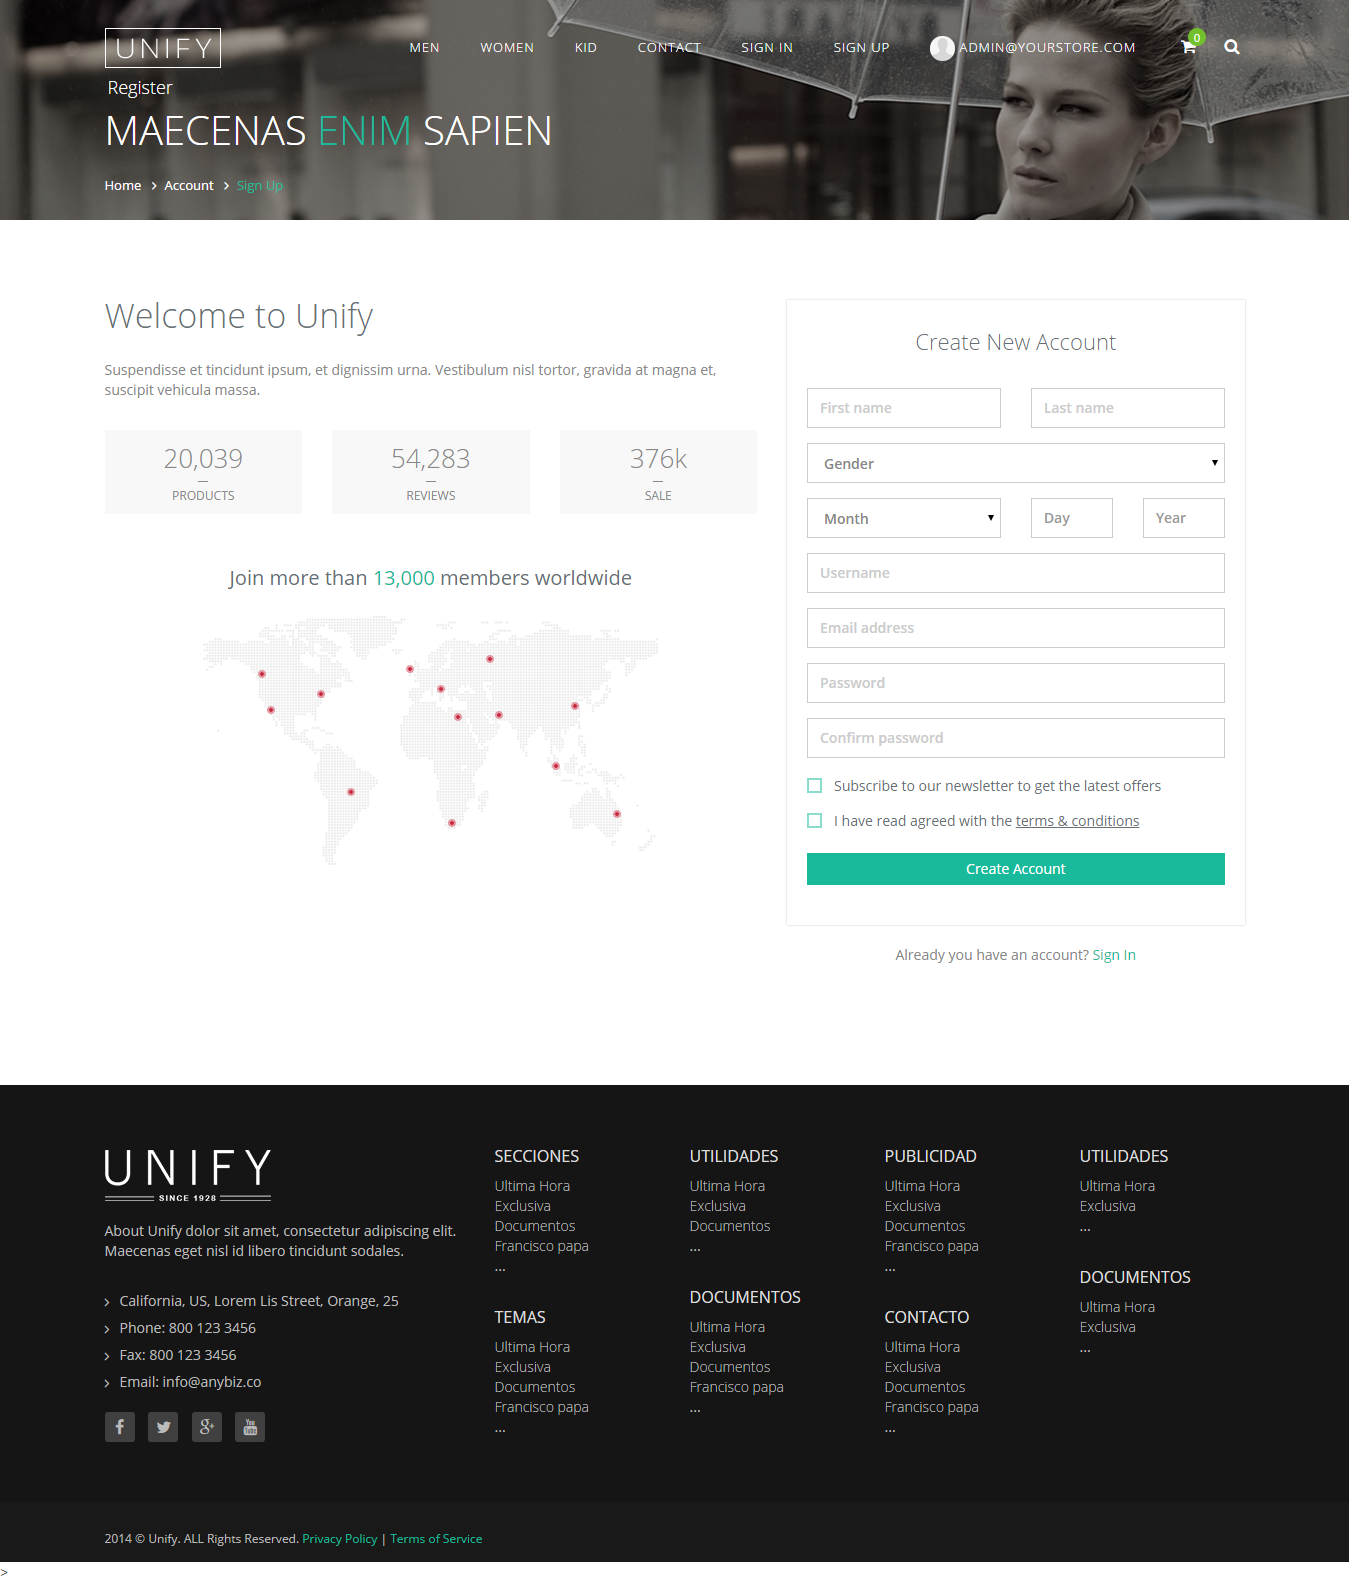 UNIFY
MEN WOMEN KID CONTACT SIGN IN SIGN UP ADMIN@YOURSTORE.COM 0
Register
MAECENAS ENIM SAPIEN
Home > Account > Sign Up
Welcome to Unify
Suspendisse et tincidunt ipsum, et dignissim urna. Vestibulum nisl tortor, gravida at magna et,
suscipit vehicula massa.
20,039
PRODUCTS
54,283
REVIEWS
376k
SALE
Join more than 13,000 members worldwide
Create New Account
First name
Last name
Gender
Month
Day
Year
Username
Email address
Password
Confirm password
Subscribe to our newsletter to get the latest offers
I have read agreed with the terms & conditions
Create Account
Already you have an account? Sign In
UNIFY
SINCE 1928
About Unify dolor sit amet, consectetur adipiscing elit.
Maecenas eget nisl id libero tincidunt sodales.
California, US, Lorem Lis Street, Orange, 25
Phone: 800 123 3456
Fax: 800 123 3456
Email: info@anybiz.co
You Tube
SECCIONES
Ultima Hora
Exclusiva
Documentos
Francisco papa
...
TEMAS
Ultima Hora
Exclusiva
Documentos
Francisco papa
...
UTILIDADES
Ultima Hora
Exclusiva
Documentos
...
DOCUMENTOS
Ultima Hora
Exclusiva
Documentos
Francisco papa
...
PUBLICIDAD
Ultima Hora
Exclusiva
Documentos
Francisco papa
...
CONTACTO
Ultima Hora
Exclusiva
Documentos
Francisco papa
...
UTILIDADES
Ultima Hora
Exclusiva
...
DOCUMENTOS
Ultima Hora
Exclusiva
...
2014 © Unify. ALL Rights Reserved. Privacy Policy | Terms of Service
>